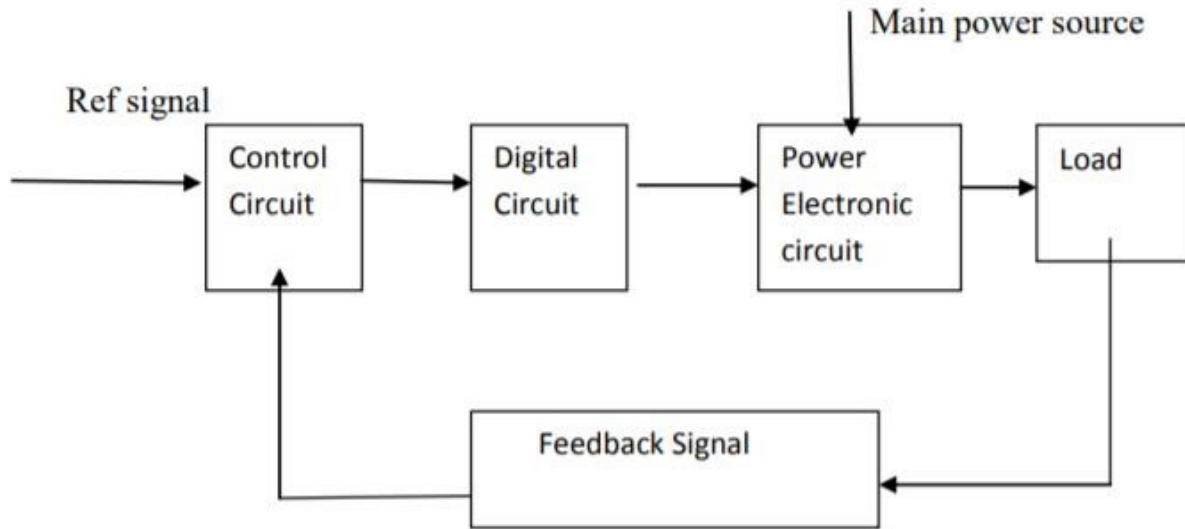 Main power source
Ref signal
Control
Circuit
Digital
Circuit
Power
Electronic
circuit
Load
Feedback Signal